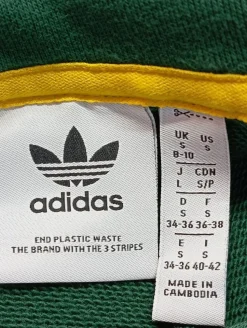 adidas
END PLASTIC WASTE
THE BRAND WITH THE 3 STRIPES
UK US
S S
8-10
J CDN
L S/P
D F
S S
34-36 36-38
E I
S S
34-36 40-42
MADE IN
CAMBODIA